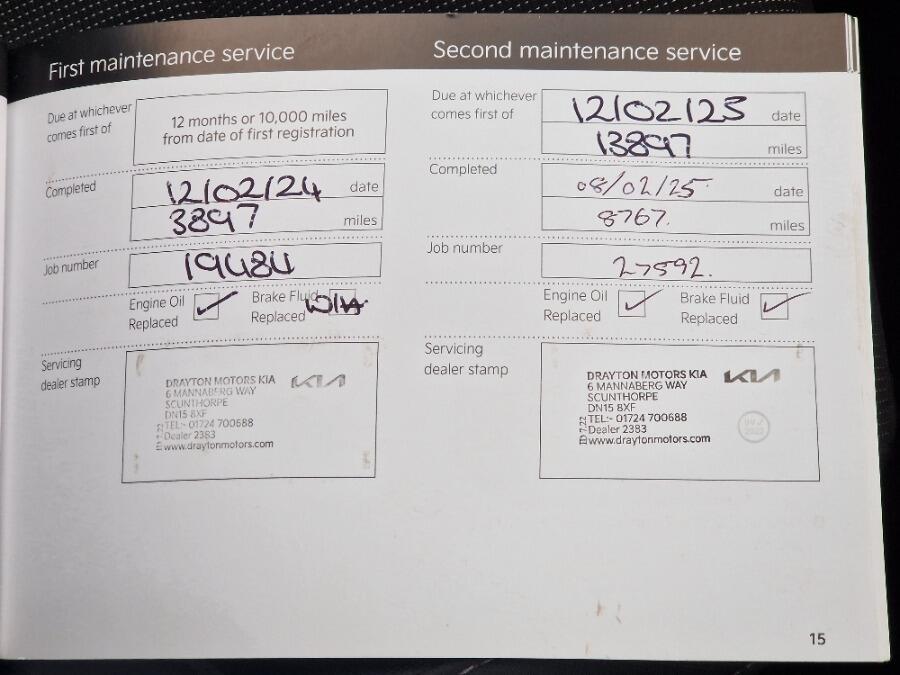 First maintenance service
Due at whichever
comes first of
12 months or 10,000 miles
from date of first registration
Completed
12/02/24 date
3897 miles
Job number
19484
Engine Oil
Replaced
Brake Fluid
Replaced
N/A
Servicing
dealer stamp
DRAYTON MOTORS KIA KIA
6 MANNABERG WAY
SCUNTHORPE
DN15 8XF
TEL:- 01724 700688
Dealer 2383
www.draytonmotors.com
Second maintenance service
Due at whichever
comes first of
12/02/25 date
13897 miles
Completed
08/02/25 date
8767. miles
Job number
27592.
Engine Oil
Replaced
Brake Fluid
Replaced
Servicing
dealer stamp
DRAYTON MOTORS KIA KIA
6 MANNABERG WAY
SCUNTHORPE
DN15 8XF
TEL:- 01724 700688
Dealer 2383
www.draytonmotors.com
15